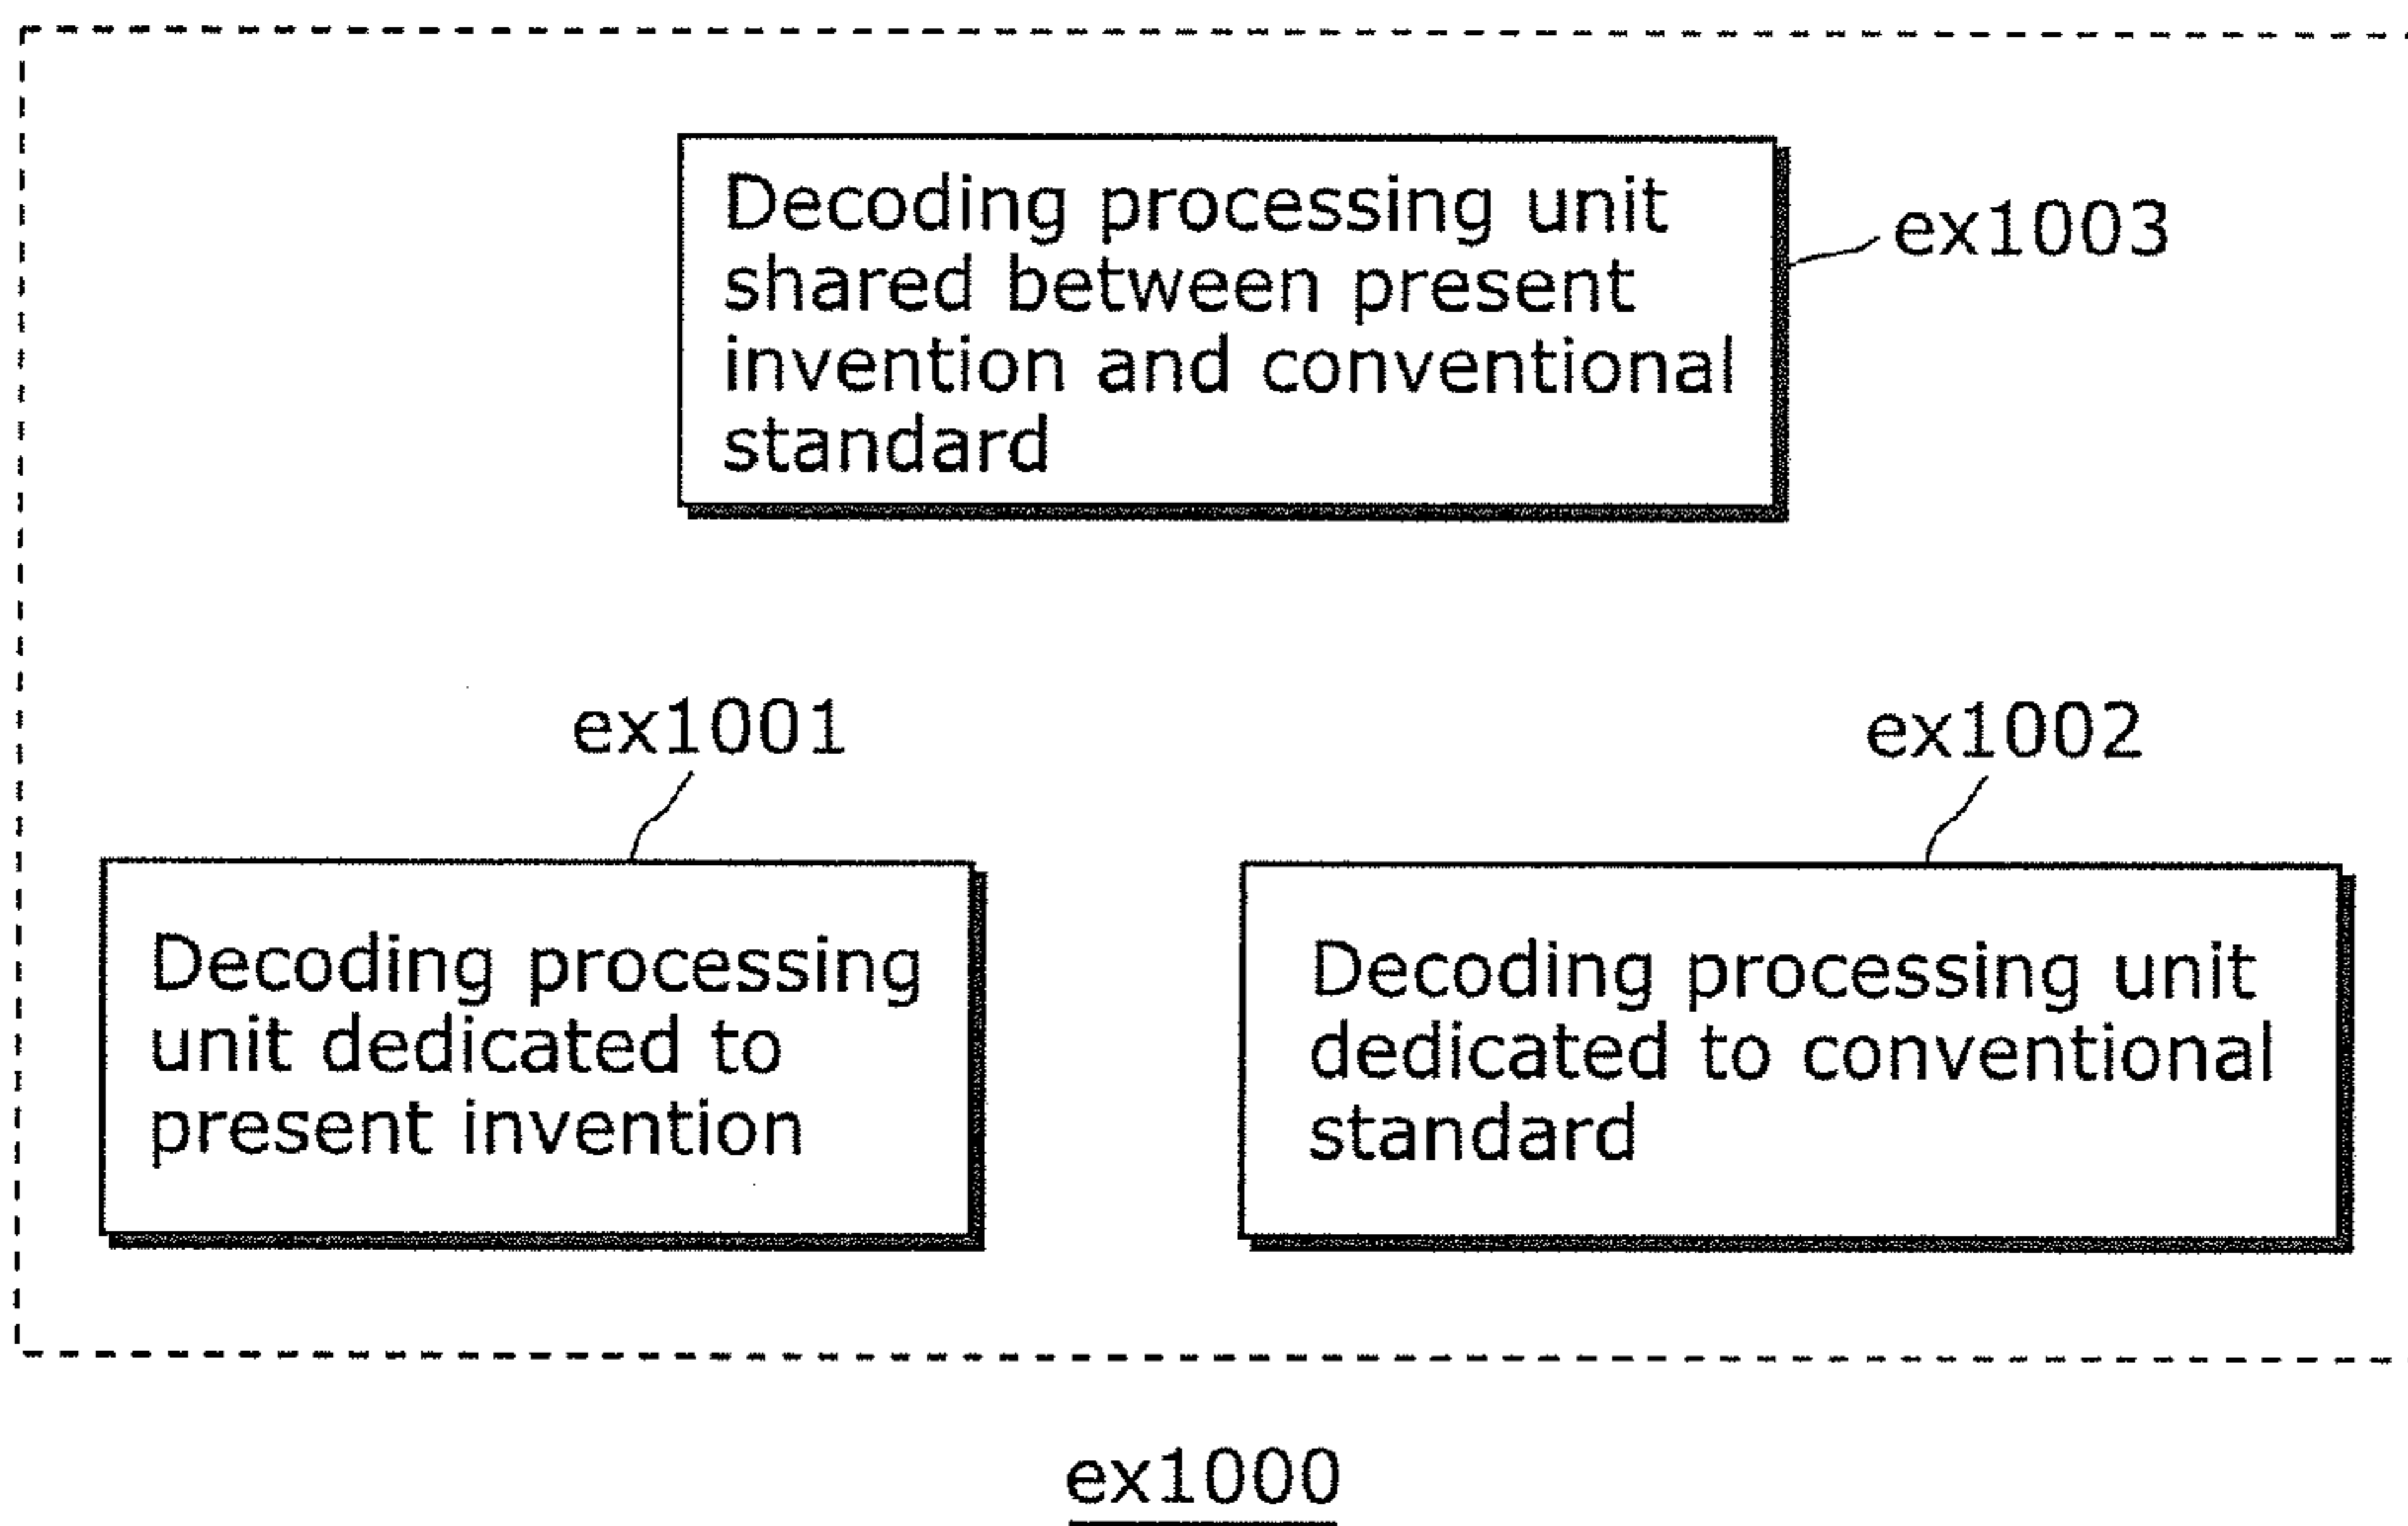 Decoding processing unit
shared between present
invention and conventional
standard
ex1003
ex1001
ex1002
Decoding processing
unit dedicated to
present invention
Decoding processing unit
dedicated to conventional
standard
ex1000